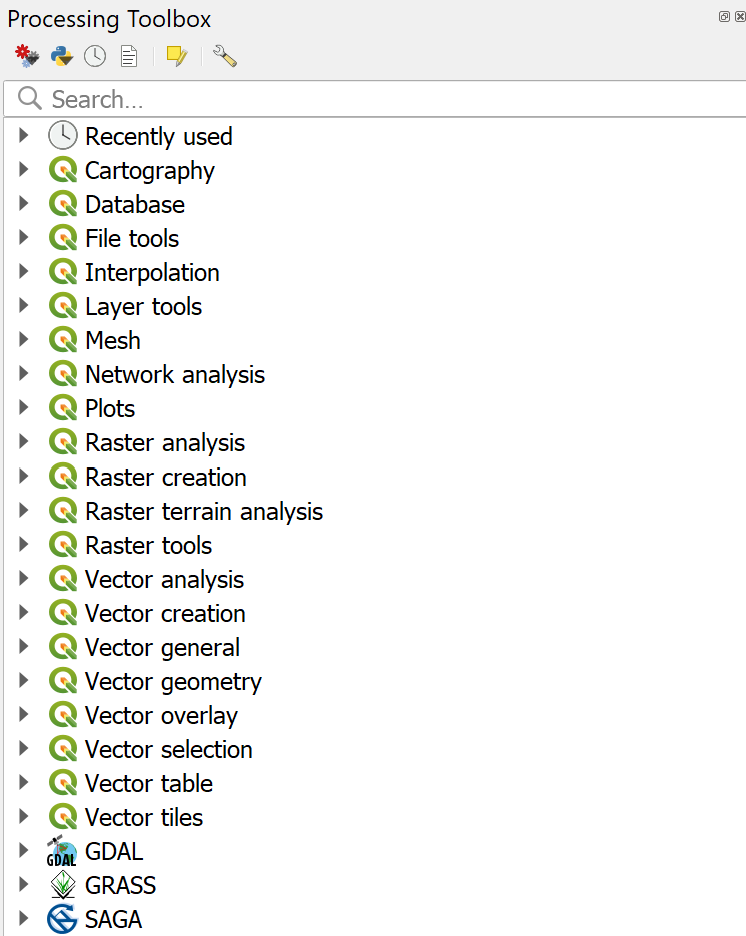 Processing Toolbox
Search...
Recently used
Cartography
Database
File tools
Interpolation
Layer tools
Mesh
Network analysis
Plots
Raster analysis
Raster creation
Raster terrain analysis
Raster tools
Vector analysis
Vector creation
Vector general
Vector geometry
Vector overlay
Vector selection
Vector table
Vector tiles
GDAL GDAL
GRASS
SAGA